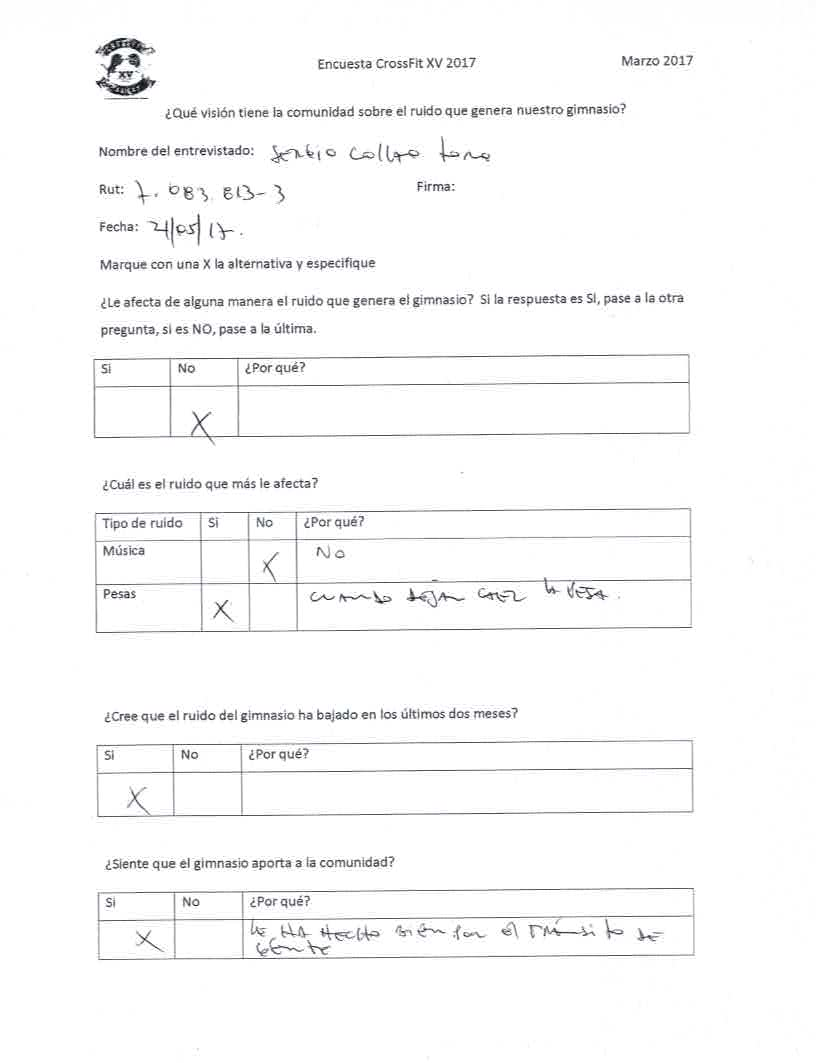 XV
Encuesta CrossFit XV 2017 Marzo 2017
¿Qué visión tiene la comunidad sobre el ruido que genera nuestro gimnasio?
Nombre del entrevistado: Sergio Collao
Rut: 7.083.813-3 Firma:
Fecha: 21/05/17.
Marque con una X la alternativa y especifique
¿Le afecta de alguna manera el ruido que genera el gimnasio? Si la respuesta es SI, pase a la otra
pregunta, si es NO, pase a la última.
Si No ¿Por qué?
X
¿Cuál es el ruido que más le afecta?
Tipo de ruido Si No ¿Por qué?
Música X No
Pesas X CUANDO DEJAN CAER LA PESA.
¿Cree que el ruido del gimnasio ha bajado en los últimos dos meses?
Si No ¿Por qué?
X
¿Siente que el gimnasio aporta a la comunidad?
Si No ¿Por qué?
X LE HA HECHO BIEN POR El TRÁNSITO DE
GENTE